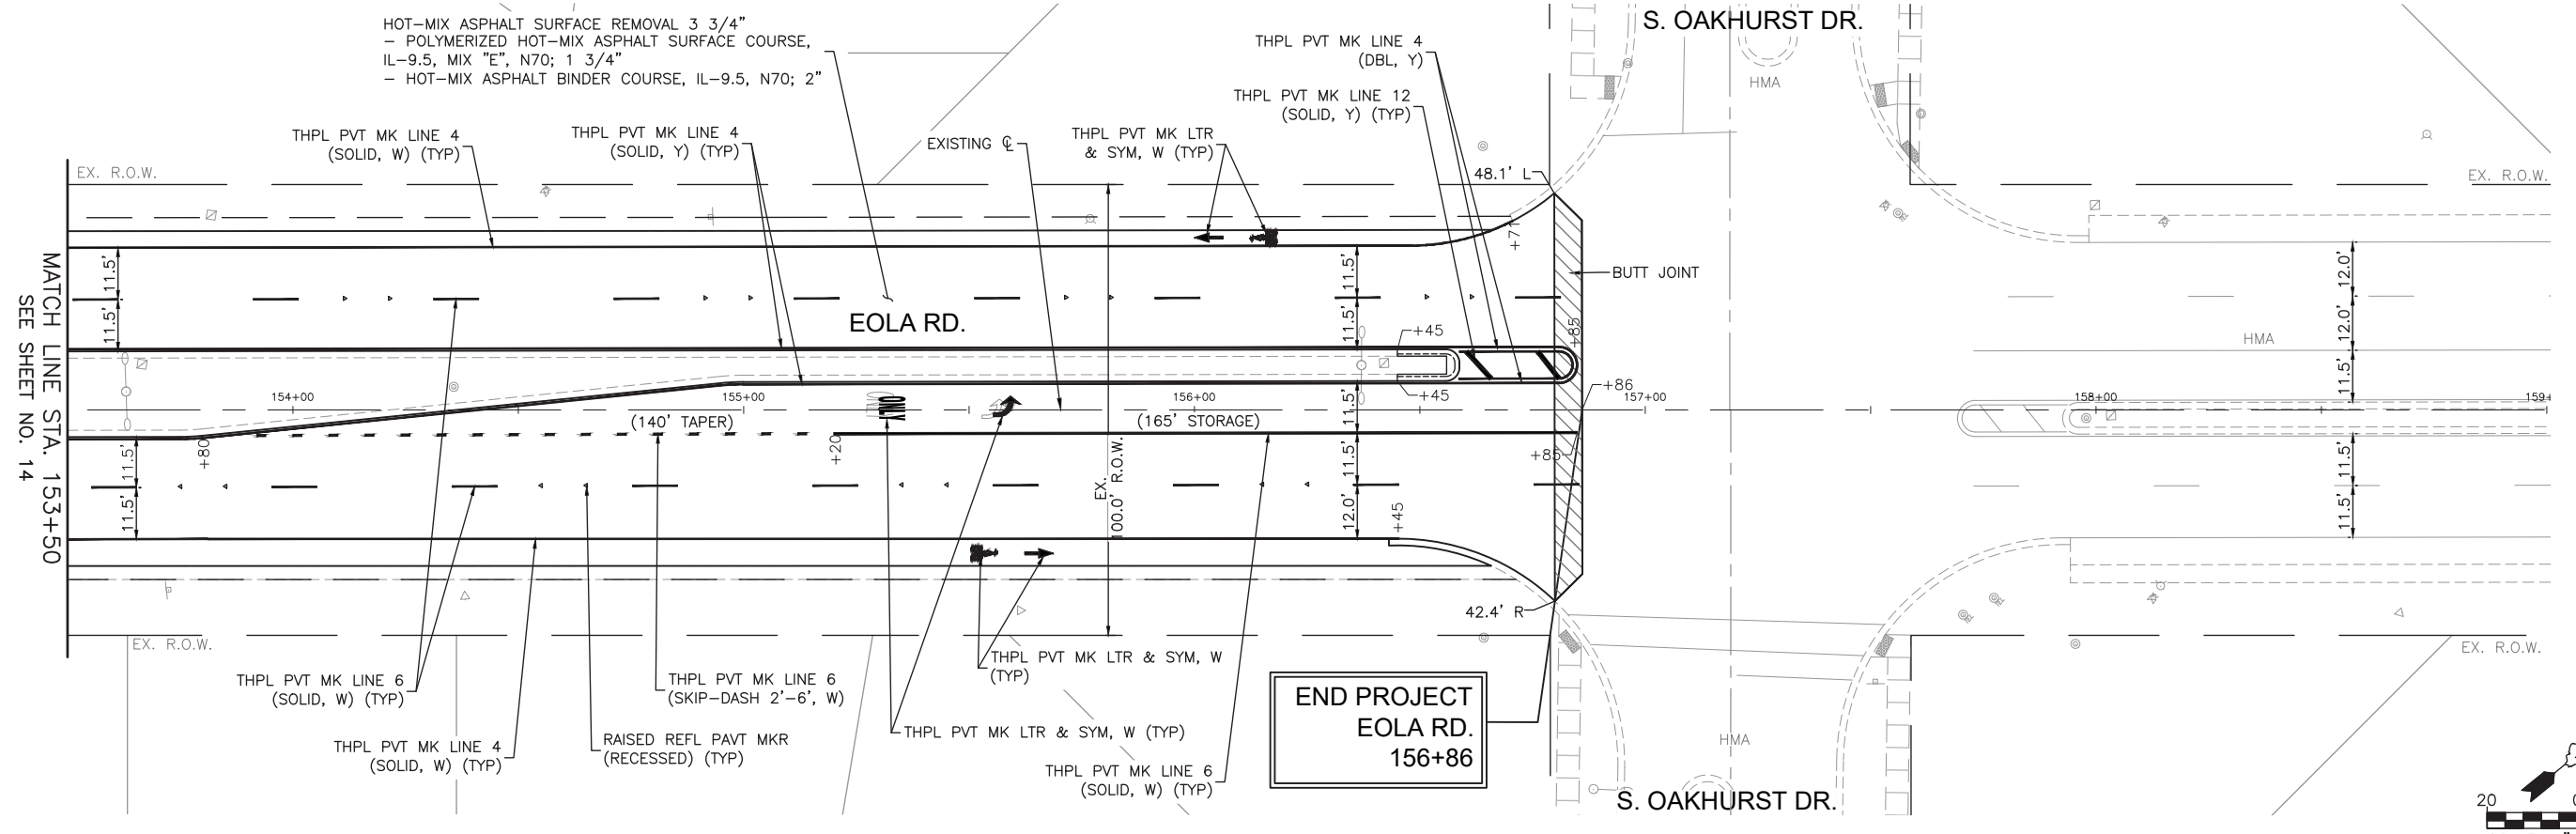 HOT-MIX ASPHALT SURFACE REMOVAL 3 3/4"
- POLYMERIZED HOT-MIX ASPHALT SURFACE COURSE,
IL-9.5, MIX "E", N70; 1 3/4"
- HOT-MIX ASPHALT BINDER COURSE, IL-9.5, N70; 2"
S. OAKHURST DR.
THPL PVT MK LINE 4
(DBL, Y)
HMA
THPL PVT MK LINE 12
(SOLID, Y) (TYP)
THPL PVT MK LINE 4
(SOLID, W) (TYP)
THPL PVT MK LINE 4
(SOLID, Y) (TYP)
EXISTING ℄
THPL PVT MK LTR
& SYM, W (TYP)
EX. R.O.W.
48.1' L
EX. R.O.W.
+71
11.5'
11.5'
11.5'
11.5'
BUTT JOINT
12.0'
12.0'
11.5'
EOLA RD.
+45
+85
HMA
MATCH LINE STA. 153+50
SEE SHEET NO. 14
154+00
155+00
156+00
+45
+86
157+00
158+00
159+
ONLY
(140' TAPER)
(165' STORAGE)
11.5'
+80
+20
+85
11.5'
11.5'
11.5'
12.0'
+45
11.5'
11.5'
EX.
100.0' R.O.W.
42.4' R
EX. R.O.W.
EX. R.O.W.
THPL PVT MK LTR & SYM, W
(TYP)
THPL PVT MK LINE 6
(SOLID, W) (TYP)
THPL PVT MK LINE 6
(SKIP-DASH 2'-6', W)
END PROJECT
EOLA RD.
156+86
THPL PVT MK LTR & SYM, W (TYP)
THPL PVT MK LINE 4
(SOLID, W) (TYP)
RAISED REFL PAVT MKR
(RECESSED) (TYP)
HMA
THPL PVT MK LINE 6
(SOLID, W) (TYP)
S. OAKHURST DR.
20